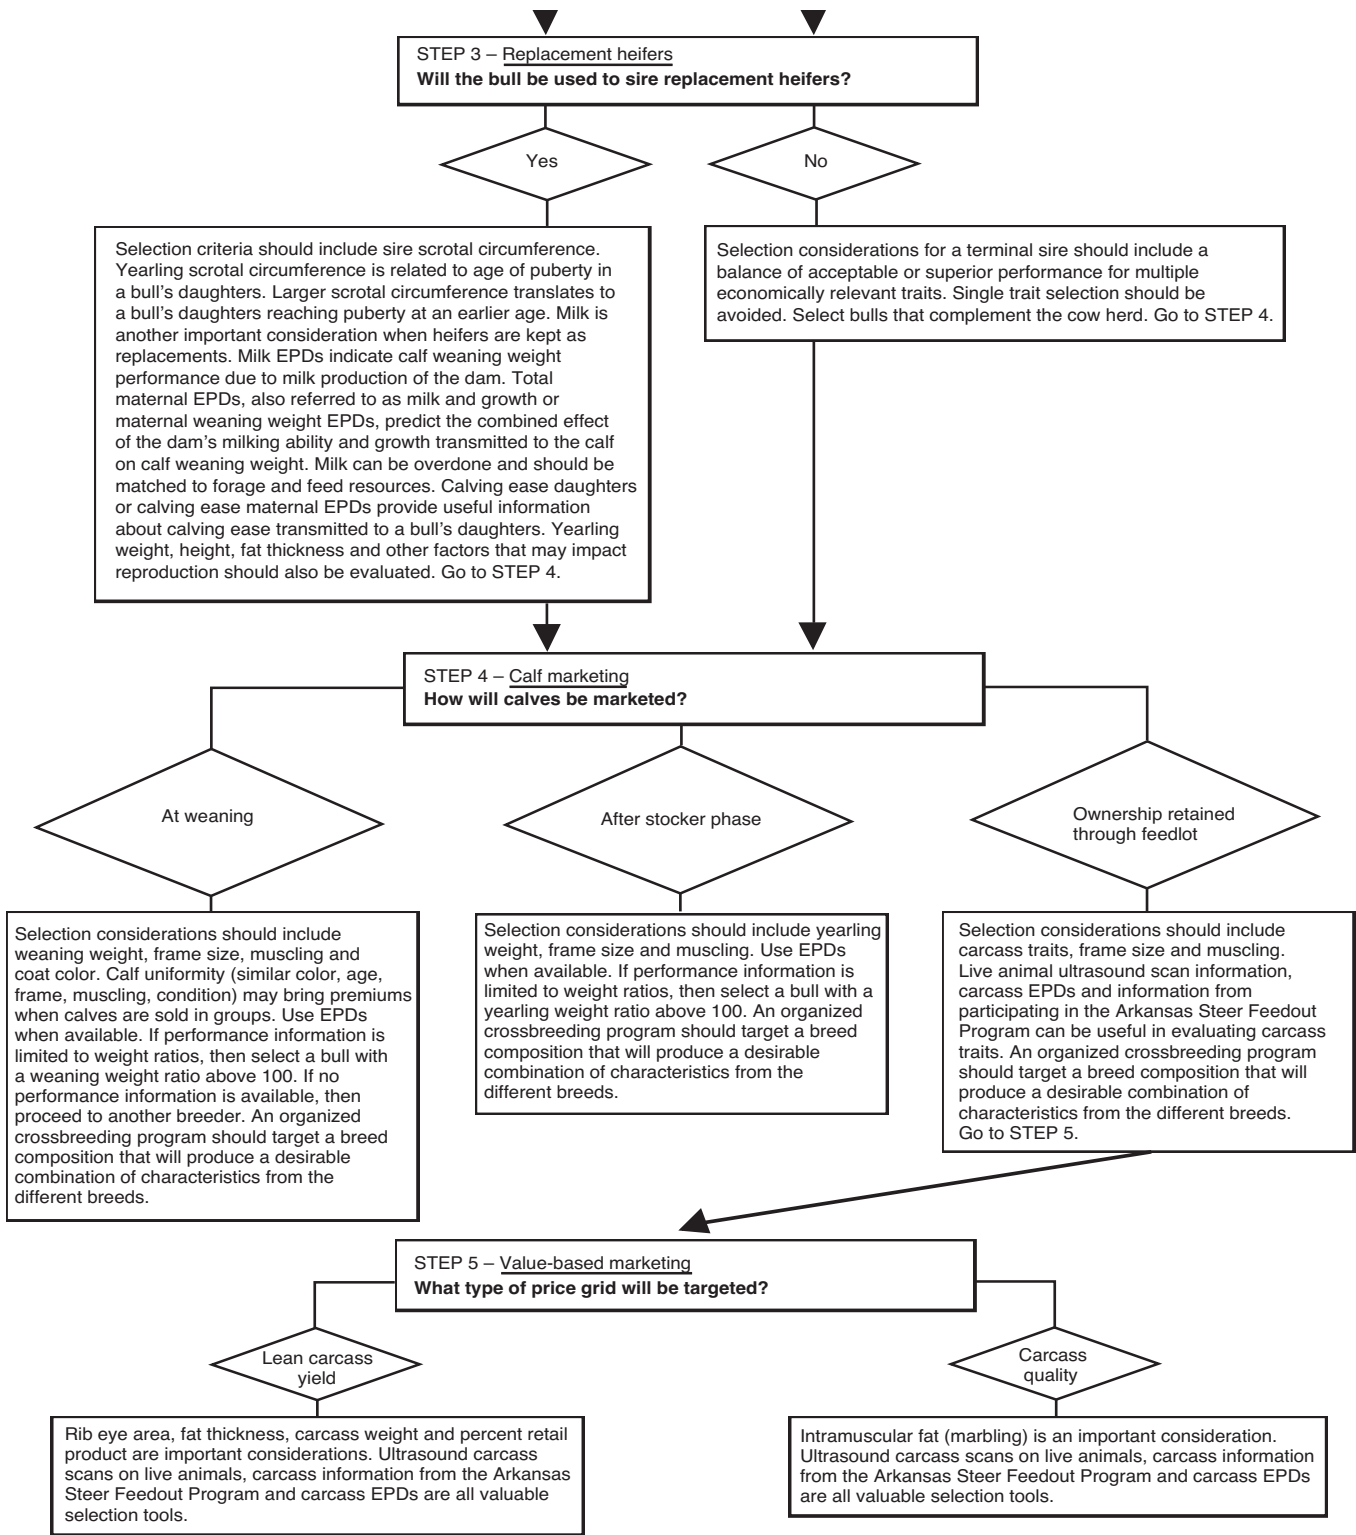 STEP 3 – Replacement heifers
Will the bull be used to sire replacement heifers?
Yes
No
Selection criteria should include sire scrotal circumference.
Yearling scrotal circumference is related to age of puberty in
a bull's daughters. Larger scrotal circumference translates to
a bull's daughters reaching puberty at an earlier age. Milk is
another important consideration when heifers are kept as
replacements. Milk EPDs indicate calf weaning weight
performance due to milk production of the dam. Total
maternal EPDs, also referred to as milk and growth or
maternal weaning weight EPDs, predict the combined effect
of the dam's milking ability and growth transmitted to the calf
on calf weaning weight. Milk can be overdone and should be
matched to forage and feed resources. Calving ease daughters
or calving ease maternal EPDs provide useful information
about calving ease transmitted to a bull's daughters. Yearling
weight, height, fat thickness and other factors that may impact
reproduction should also be evaluated. Go to STEP 4.
Selection considerations for a terminal sire should include a
balance of acceptable or superior performance for multiple
economically relevant traits. Single trait selection should be
avoided. Select bulls that complement the cow herd. Go to STEP 4.
STEP 4 – Calf marketing
How will calves be marketed?
At weaning
After stocker phase
Ownership retained
through feedlot
Selection considerations should include
weaning weight, frame size, muscling and
coat color. Calf uniformity (similar color, age,
frame, muscling, condition) may bring premiums
when calves are sold in groups. Use EPDs
when available. If performance information is
limited to weight ratios, then select a bull with
a weaning weight ratio above 100. If no
performance information is available, then
proceed to another breeder. An organized
crossbreeding program should target a breed
composition that will produce a desirable
combination of characteristics from the
different breeds.
Selection considerations should include yearling
weight, frame size and muscling. Use EPDs
when available. If performance information is
limited to weight ratios, then select a bull with a
yearling weight ratio above 100. An organized
crossbreeding program should target a breed
composition that will produce a desirable
combination of characteristics from the
different breeds.
Selection considerations should include
carcass traits, frame size and muscling.
Live animal ultrasound scan information,
carcass EPDs and information from
participating in the Arkansas Steer Feedout
Program can be useful in evaluating carcass
traits. An organized crossbreeding program
should target a breed composition that will
produce a desirable combination of
characteristics from the different breeds.
Go to STEP 5.
STEP 5 – Value-based marketing
What type of price grid will be targeted?
Lean carcass
yield
Carcass
quality
Rib eye area, fat thickness, carcass weight and percent retail
product are important considerations. Ultrasound carcass
scans on live animals, carcass information from the Arkansas
Steer Feedout Program and carcass EPDs are all valuable
selection tools.
Intramuscular fat (marbling) is an important consideration.
Ultrasound carcass scans on live animals, carcass information
from the Arkansas Steer Feedout Program and carcass EPDs
are all valuable selection tools.